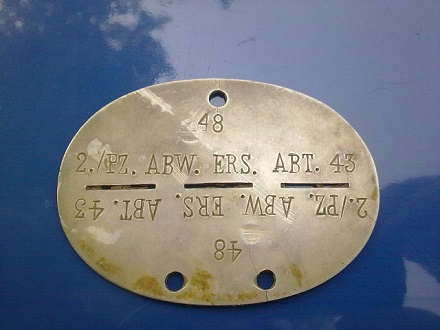 48
2./PZ. ABW. ERS. ABT. 43
2./PZ. ABW. ERS. ABT. 43
48